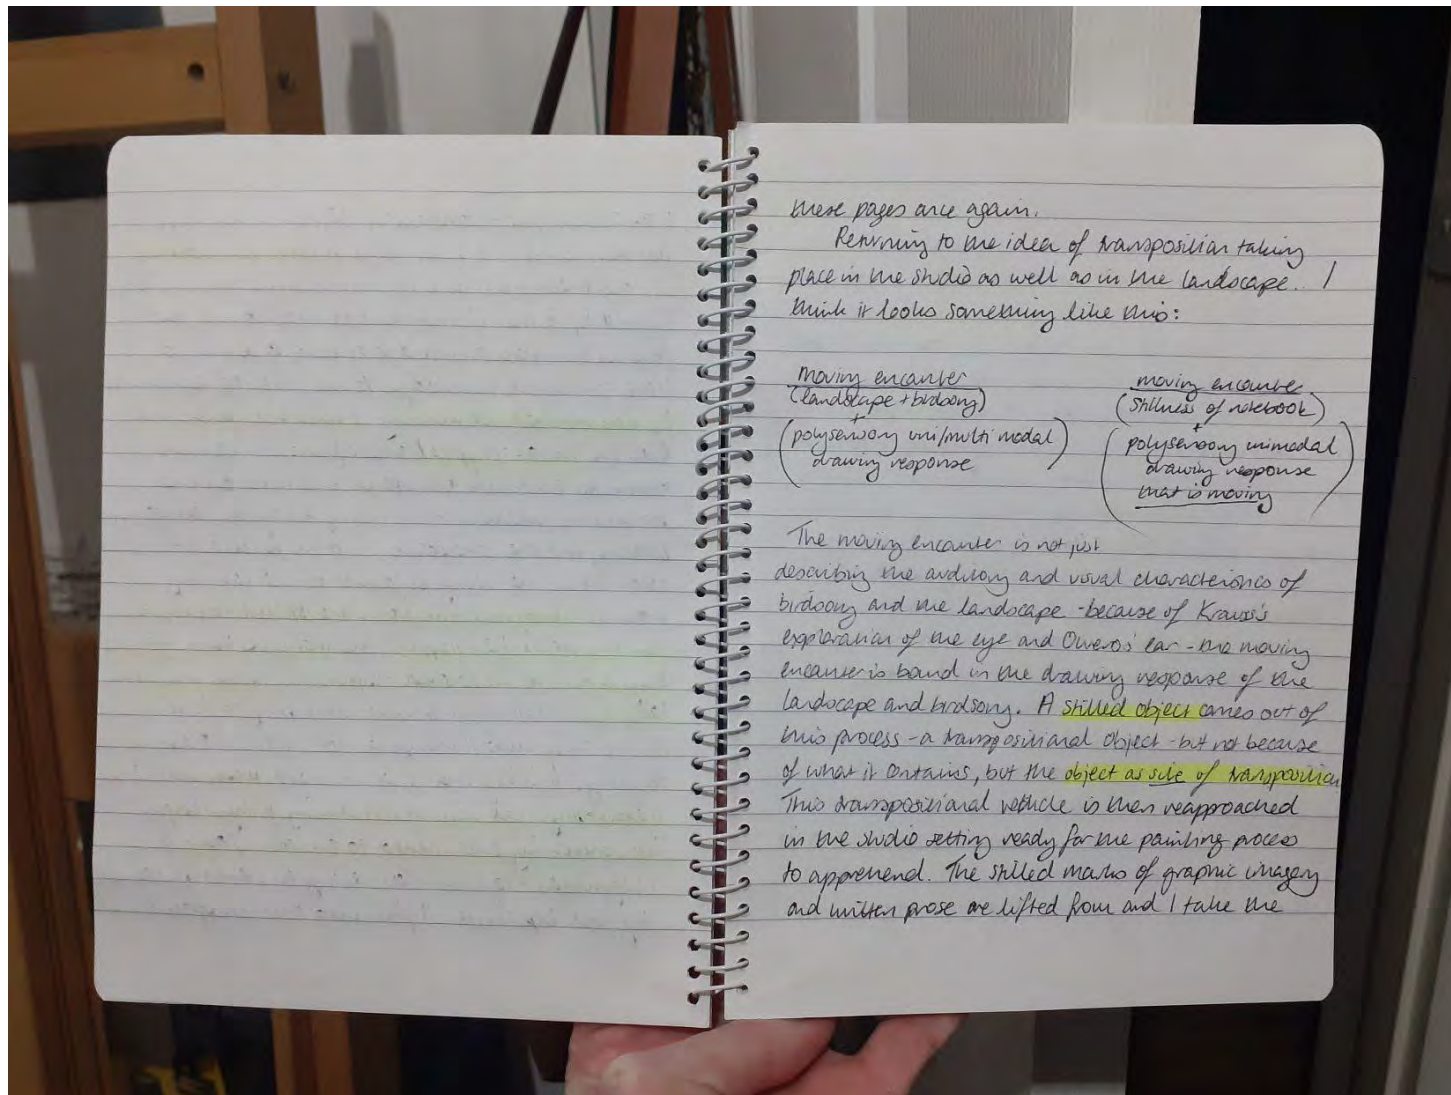 these pages once again.
Returning to the idea of transposition taking
place in the studio as well as in the landscape. I
think it looks something like this:
moving encounter
(landscape + birdsong)
+
(polysensory uni/multi modal
drawing response)
moving encounter
(stillness of notebook)
+
(polysensory unimodal
drawing response
that is moving)
The moving encounter is not just
describing the auditory and visual characteristics of
birdsong and the landscape - because of Krauss's
exploration of the eye and Oliveros' ear - the moving
encounter is bound in the drawing response of the
landscape and birdsong. A stilled object comes out of
this process - a transpositional object - but not because
of what it contains, but the object as site of transposition
This transpositional vehicle is then reapproached
in the studio setting ready for the painting process
to apprehend. The stilled marks of graphic imagery
and written prose are lifted from and I take the